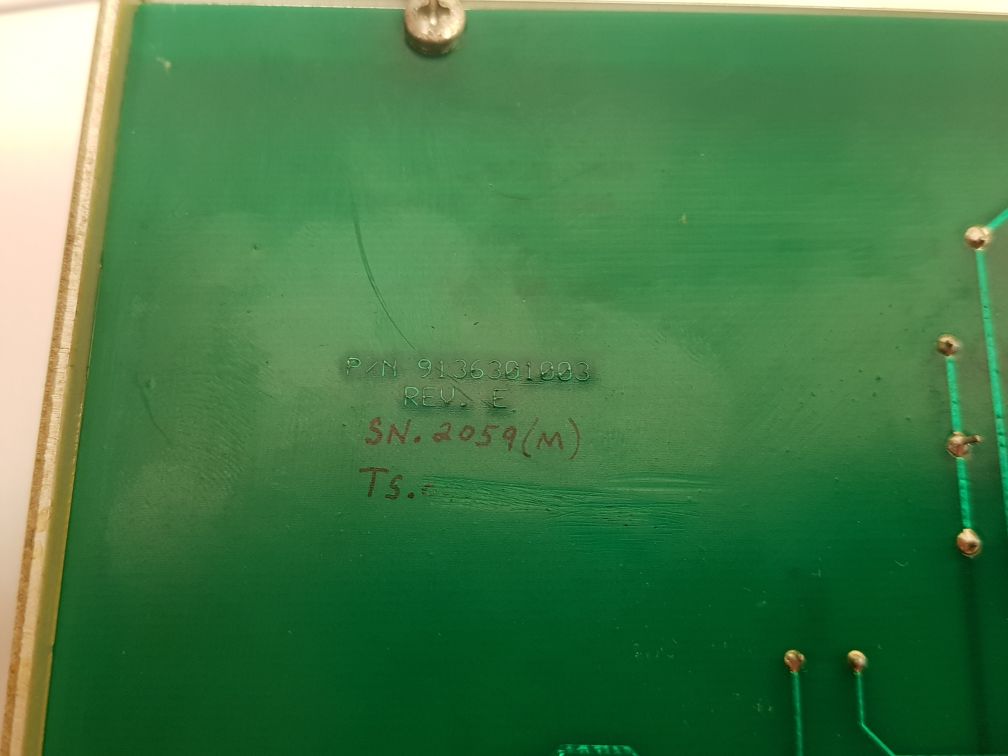 P/N 9136301003
REV. E
SN. 2059(M)
Ts.